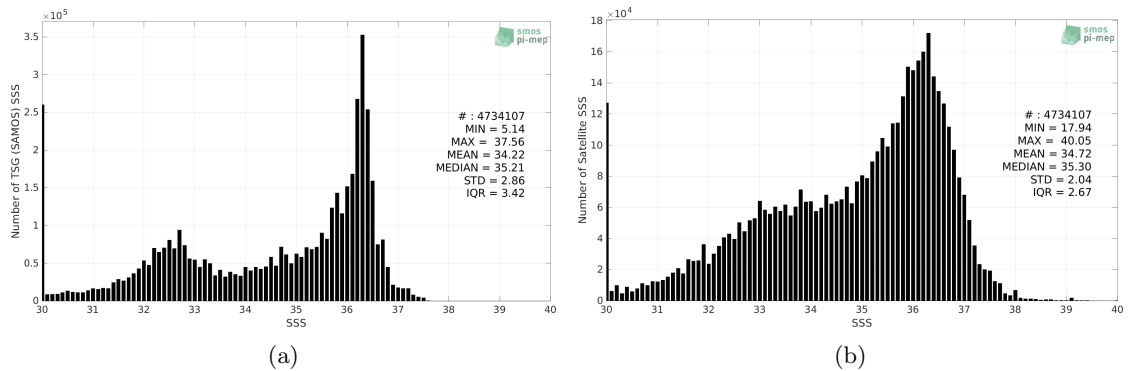 ×10⁵
3.5
3
2.5
2
1.5
1
0.5
0
30 31 32 33 34 35 36 37 38 39 40
SSS
Number of TSG (SAMOS) SSS
smos
pi-mep
# : 4734107
MIN = 5.14
MAX = 37.56
MEAN = 34.22
MEDIAN = 35.21
STD = 2.86
IQR = 3.42
(a)
×10⁴
18
16
14
12
10
8
6
4
2
0
30 31 32 33 34 35 36 37 38 39 40
SSS
Number of Satellite SSS
smos
pi-mep
# : 4734107
MIN = 17.94
MAX = 40.05
MEAN = 34.72
MEDIAN = 35.30
STD = 2.04
IQR = 2.67
(b)